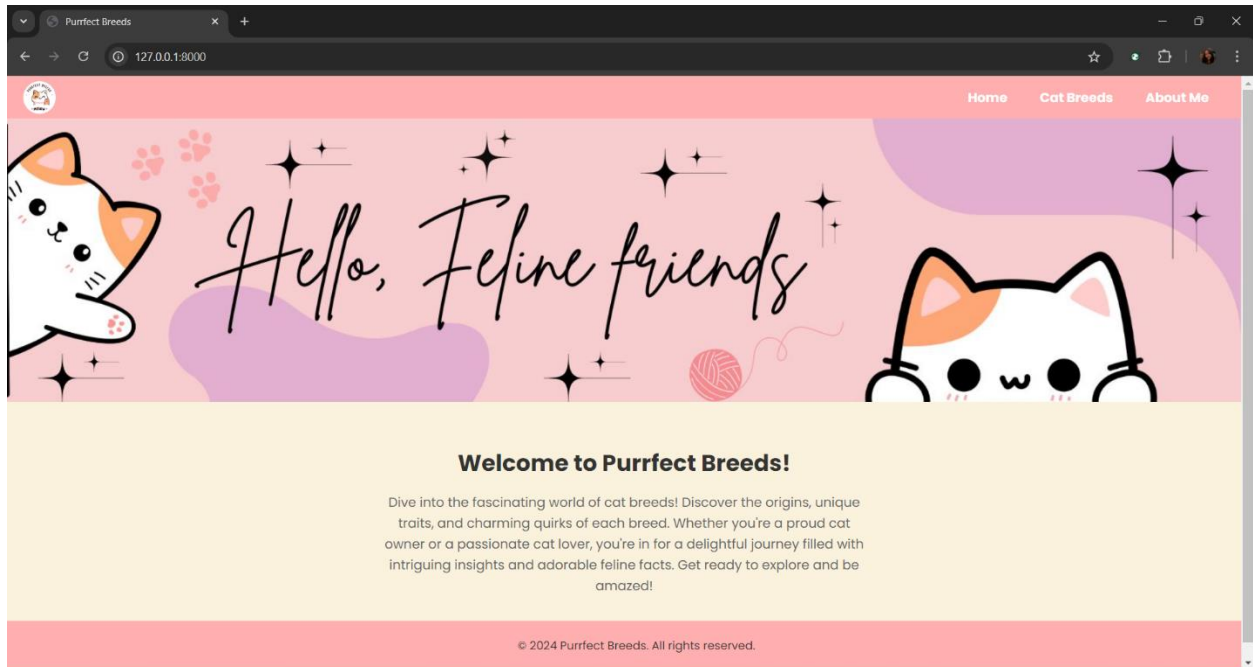 Purrfect Breeds
127.0.0.1:8000
PURRFECT BREEDS
Home Cat Breeds About Me
Hello, Feline friends
Welcome to Purrfect Breeds!
Dive into the fascinating world of cat breeds! Discover the origins, unique
traits, and charming quirks of each breed. Whether you're a proud cat
owner or a passionate cat lover, you're in for a delightful journey filled with
intriguing insights and adorable feline facts. Get ready to explore and be
amazed!
© 2024 Purrfect Breeds. All rights reserved.